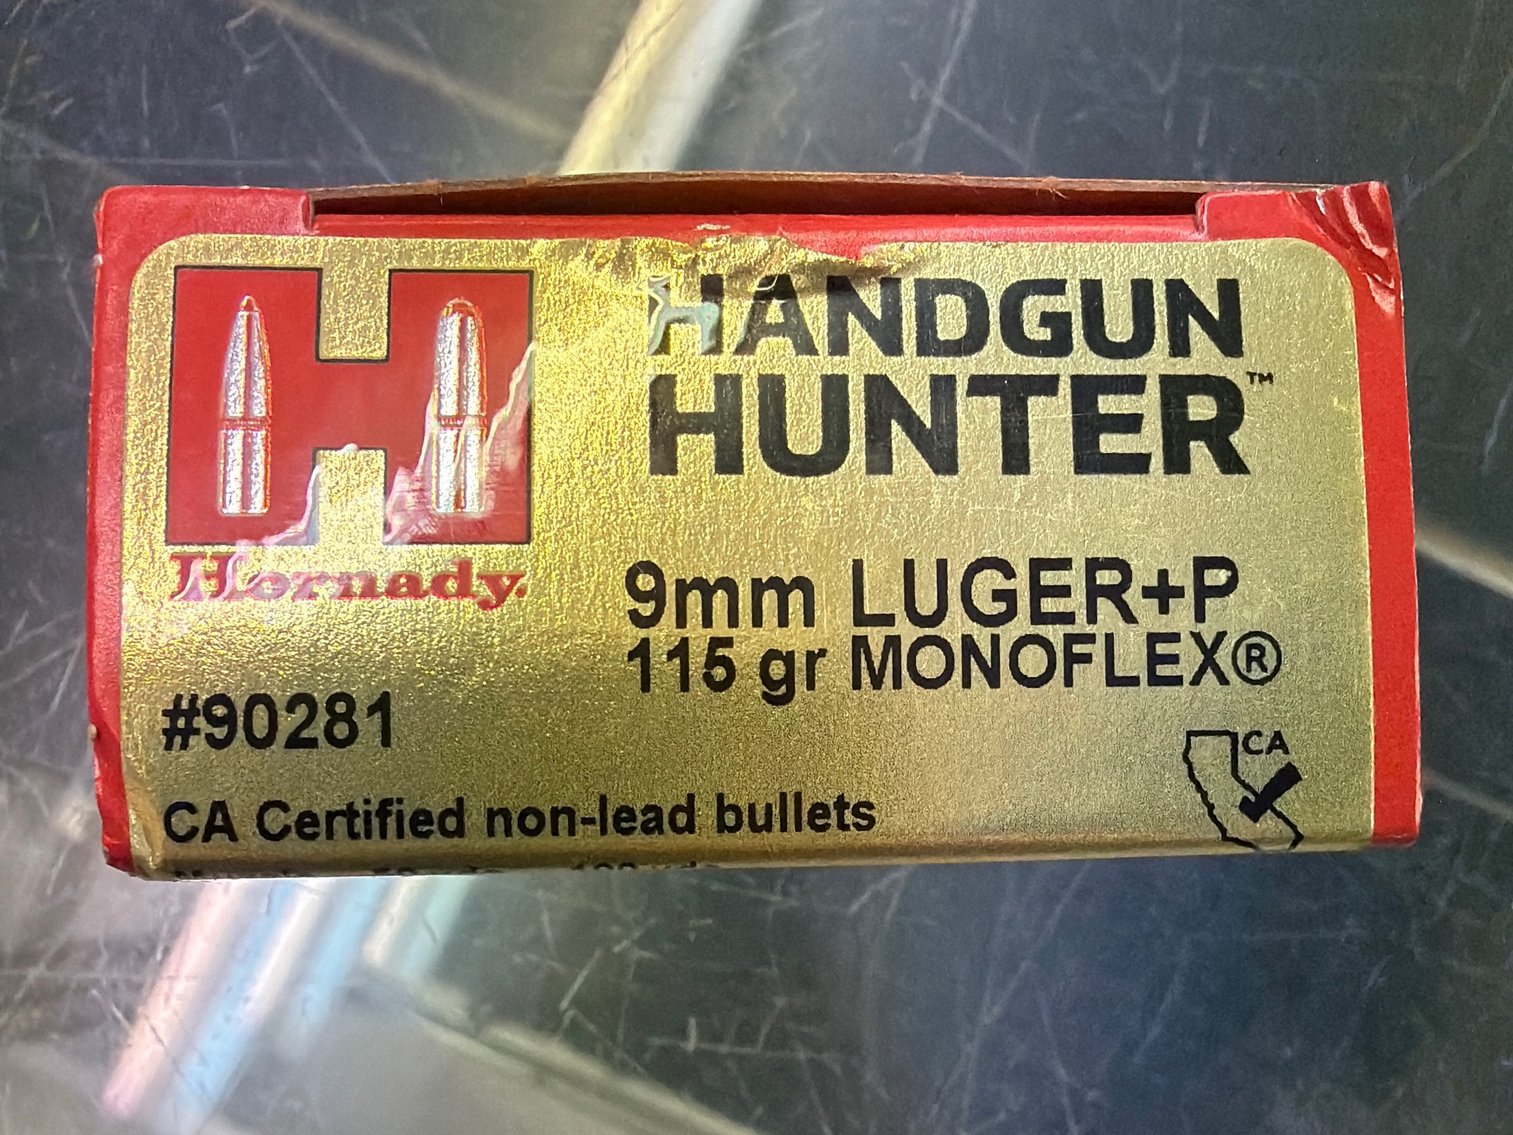 HANDGUN
HUNTER™
Hornady.
9mm LUGER+P
115 gr MONOFLEX®
#90281
CA
CA Certified non-lead bullets